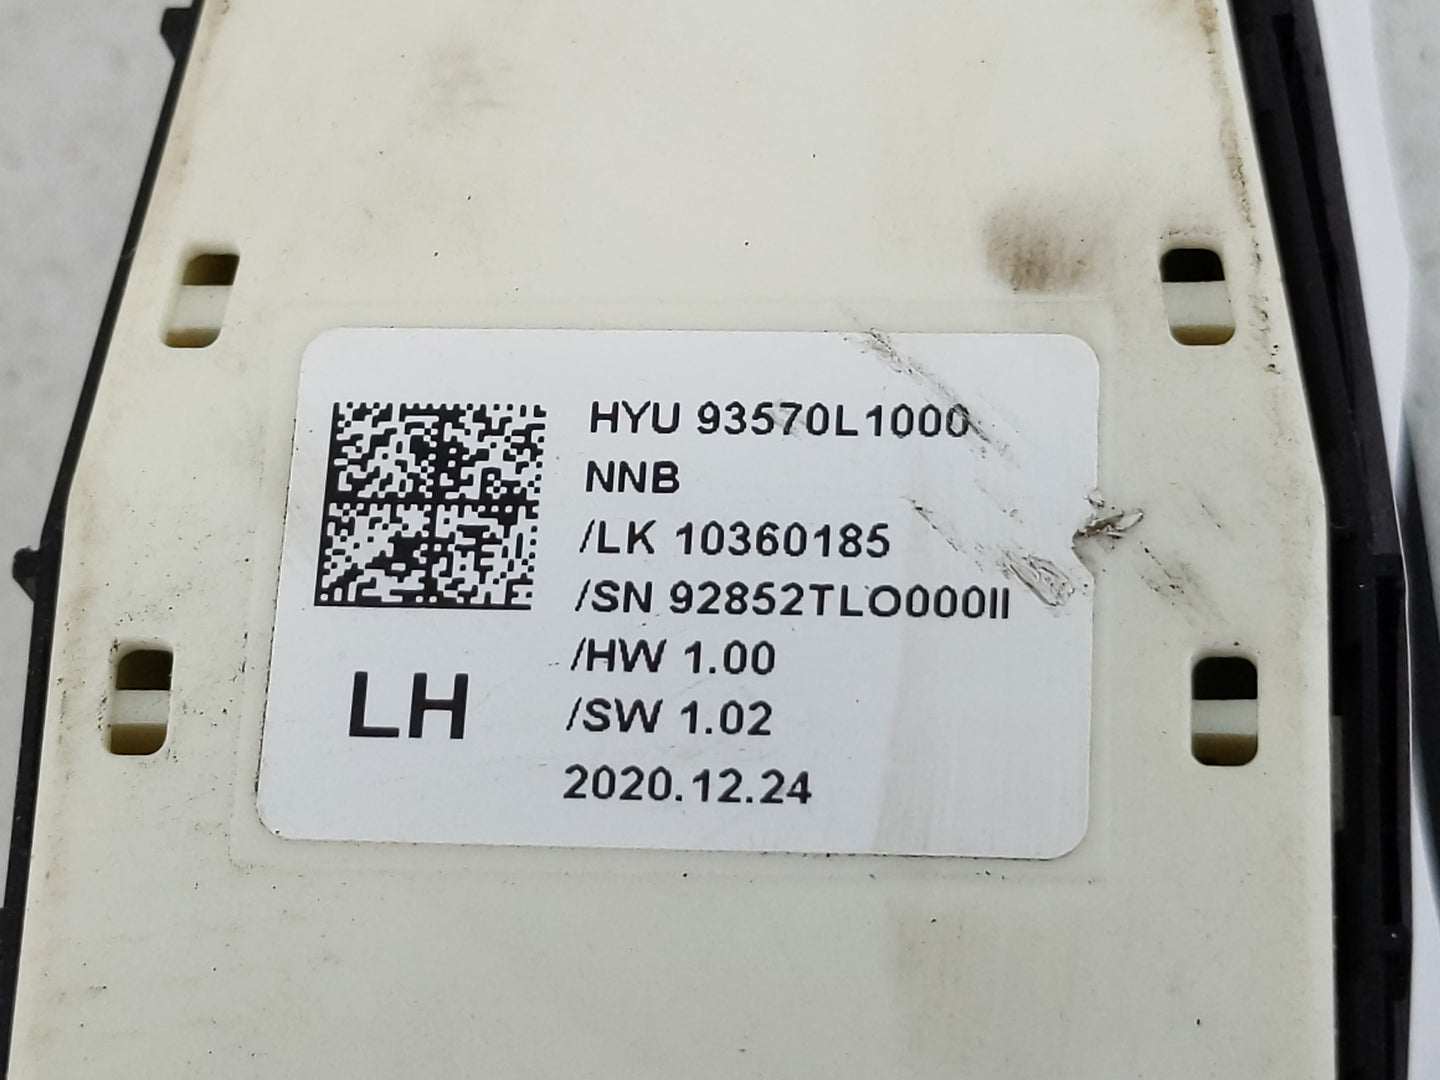 HYU 93570L1000
NNB
/LK 10360185
/SN 92852TLO000II
/HW 1.00
/SW 1.02
2020.12.24
LH